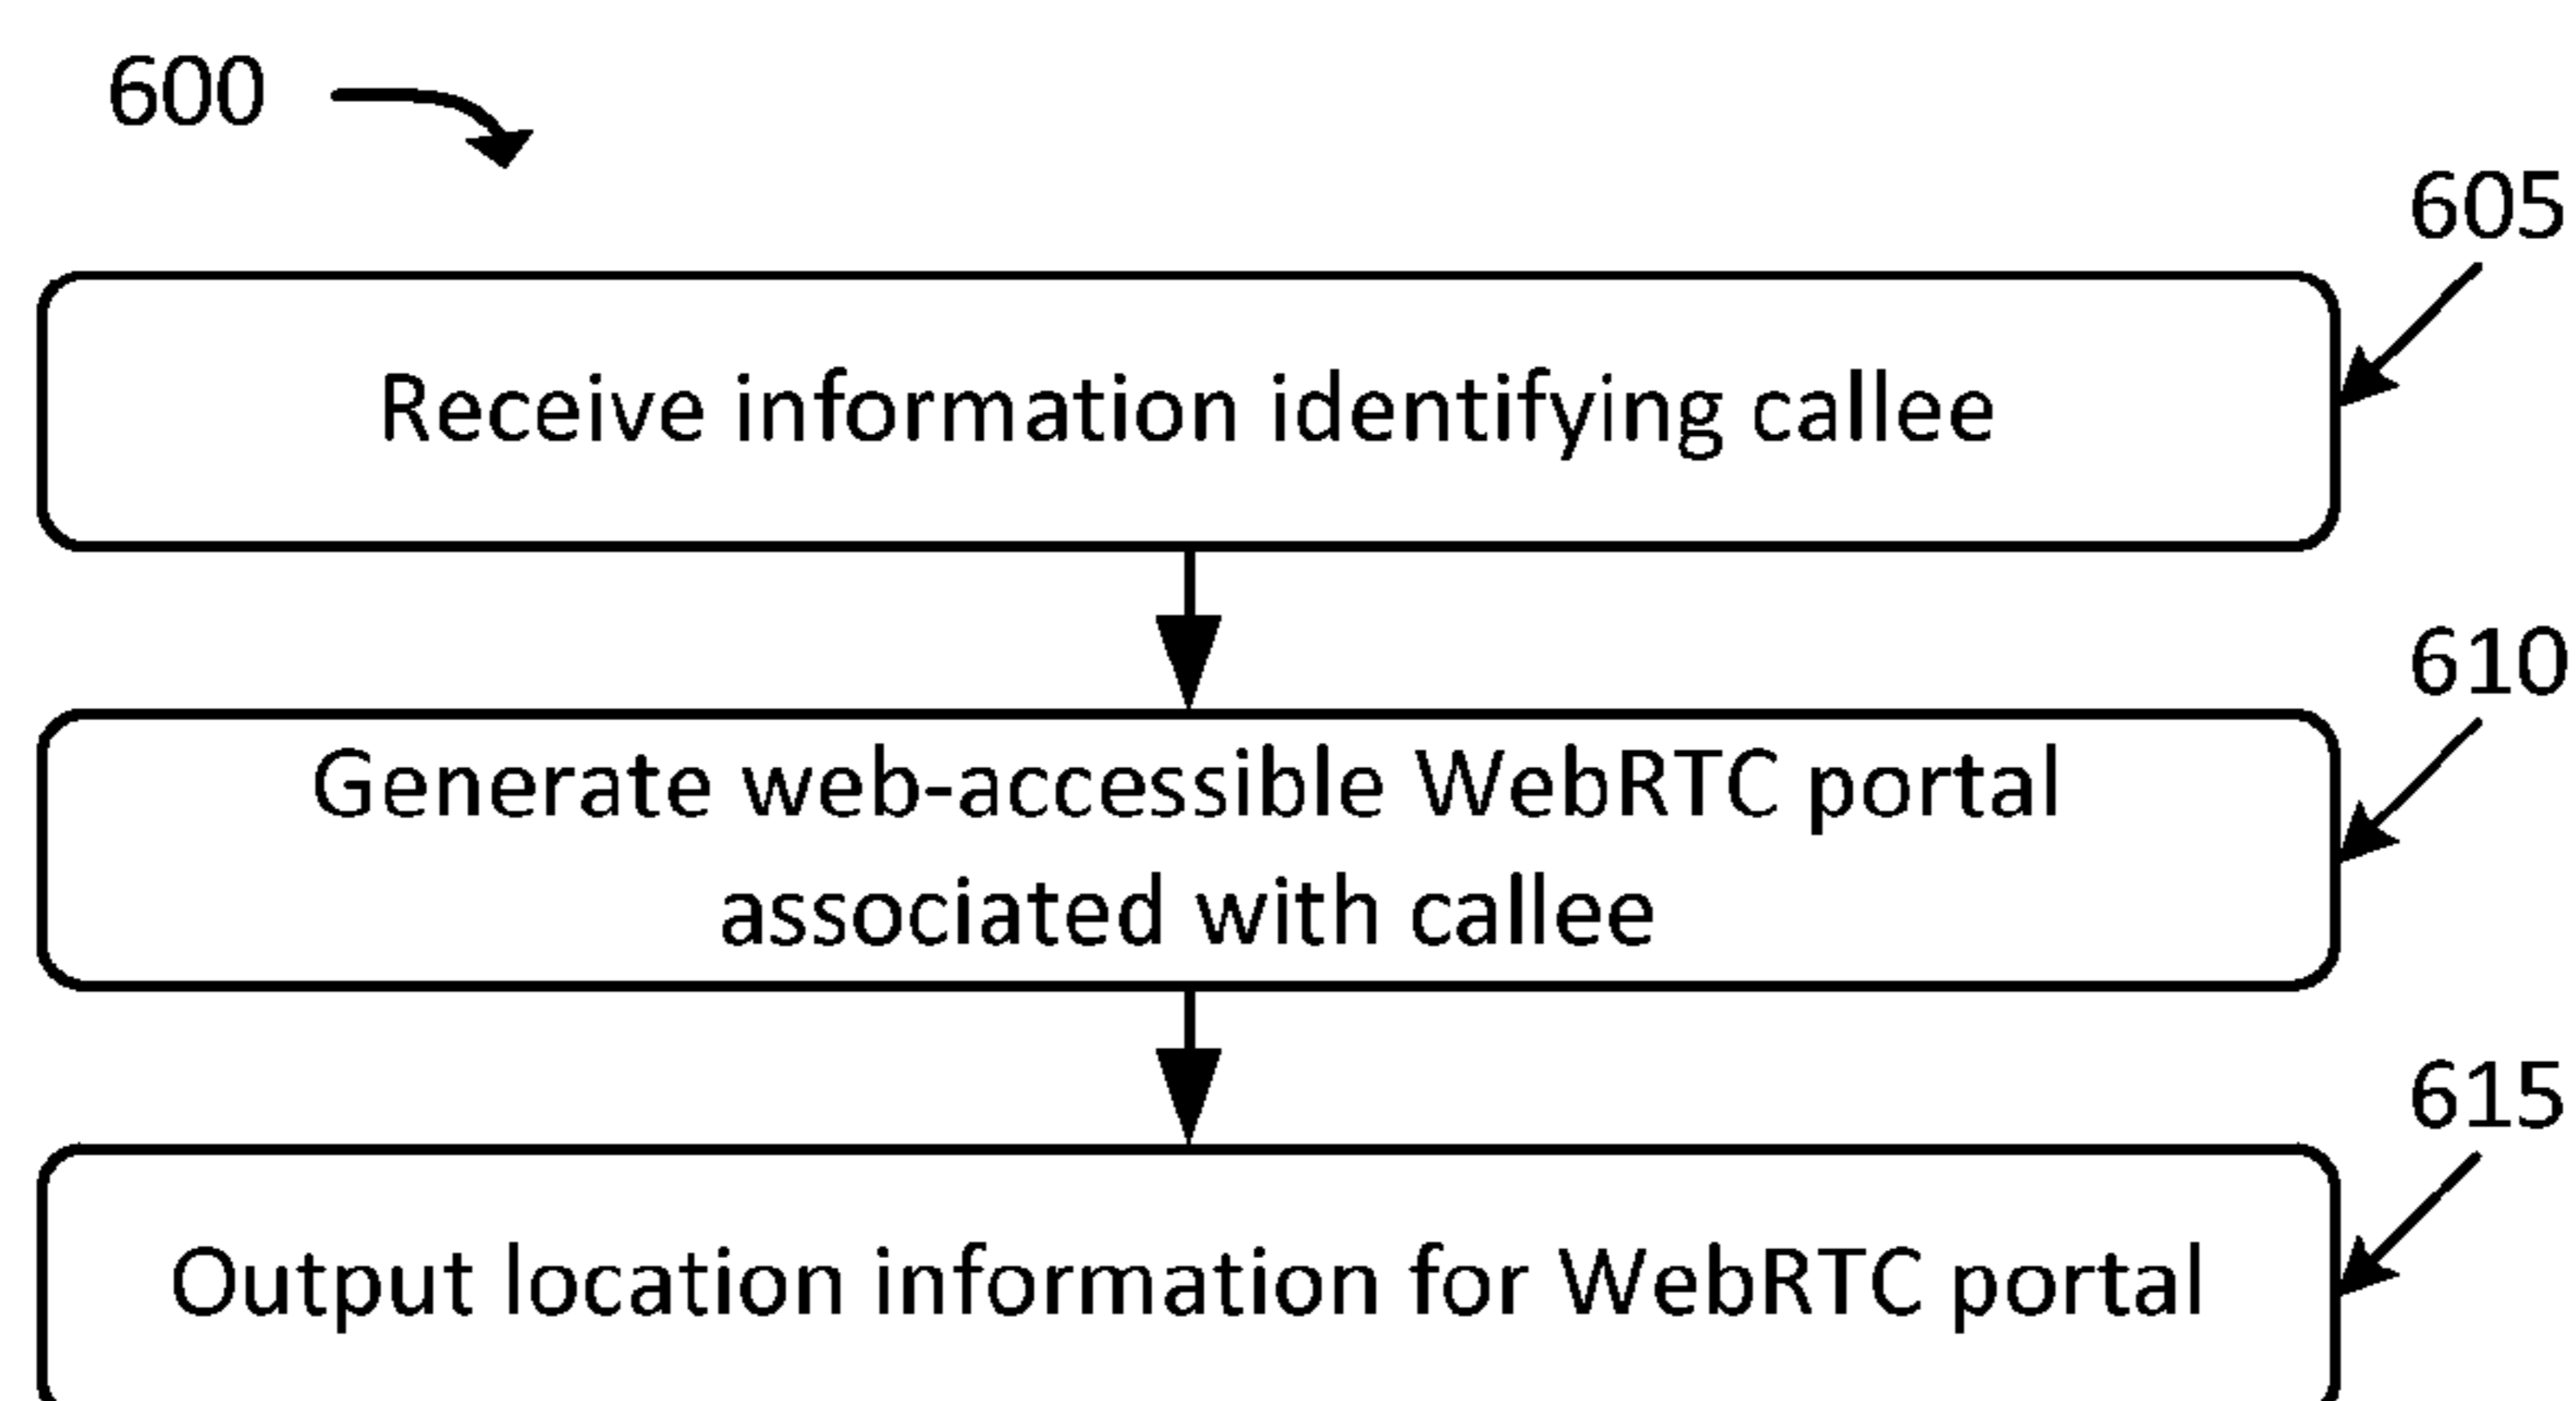 600
605
Receive information identifying callee
610
Generate web-accessible WebRTC portal
associated with callee
615
Output location information for WebRTC portal